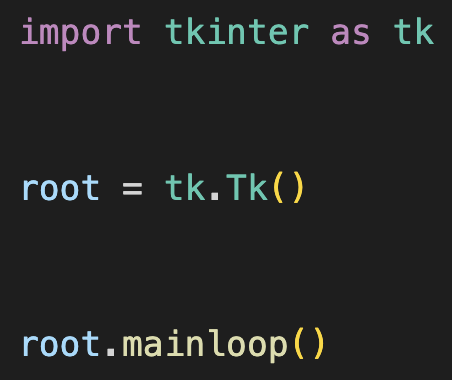 import tkinter as tk
root = tk.Tk()
root.mainloop()